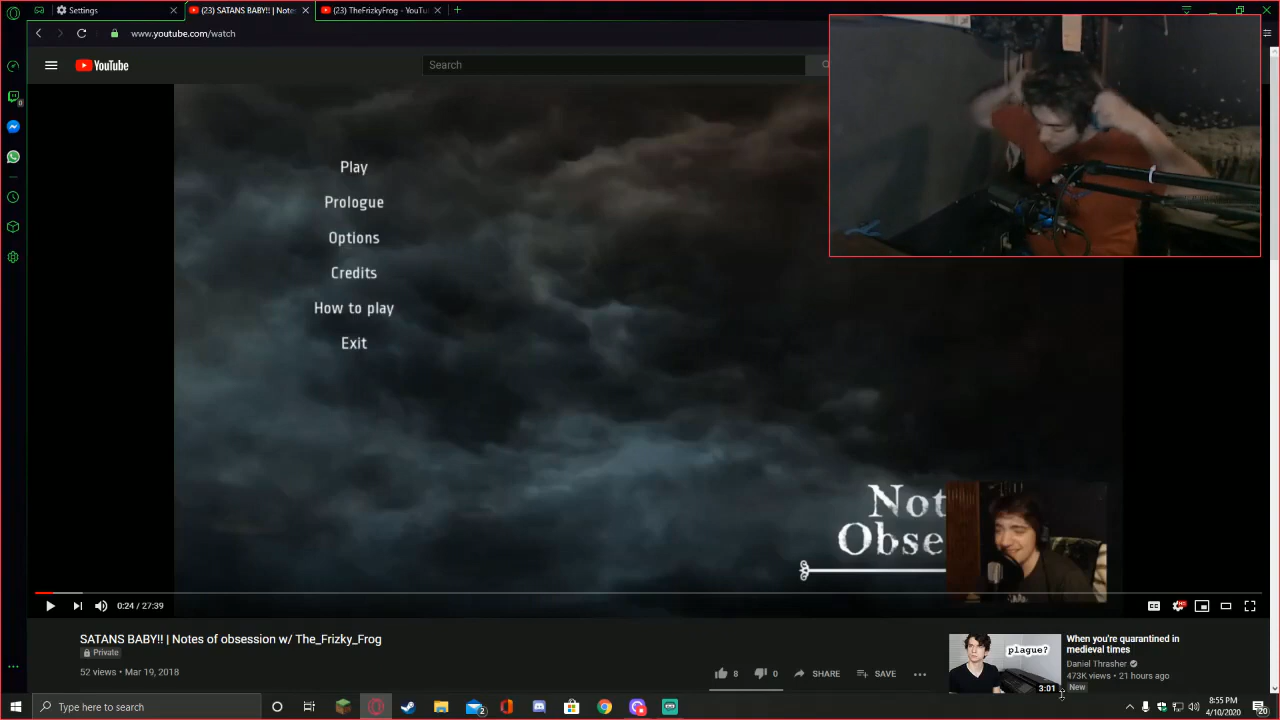 Settings
(23) SATANS BABY!! | Notes
(23) TheFrizkyFrog - YouTu
www.youtube.com/watch
YouTube
Search
Play
Prologue
Options
Credits
How to play
Exit
Not
Obse
0:24 / 27:39
SATANS BABY!! | Notes of obsession w/ The_Frizky_Frog
Private
52 views • Mar 19, 2018
8
0
SHARE
SAVE
plague?
3:01
When you're quarantined in
medieval times
Daniel Thrasher
473K views • 21 hours ago
New
Type here to search
2
8:55 PM
4/10/2020
20